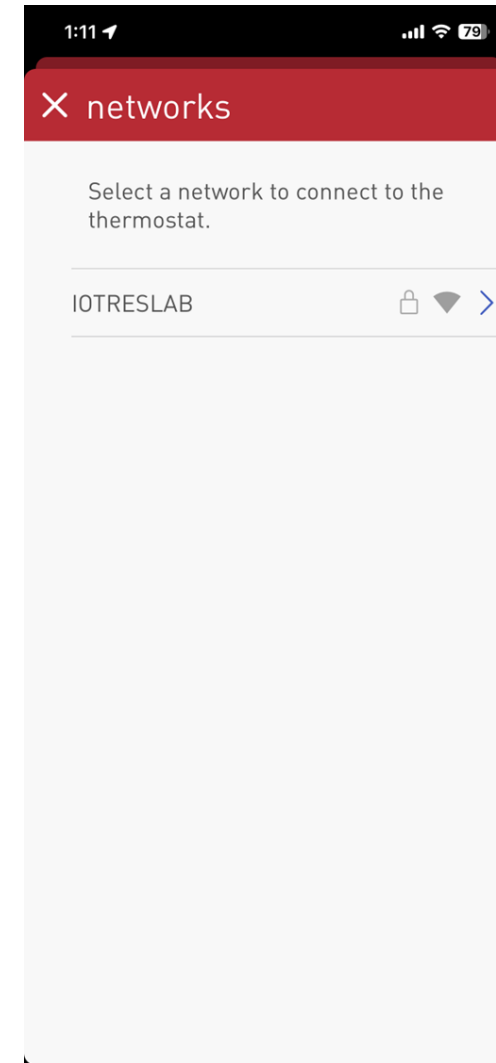 1:11
79
networks
Select a network to connect to the
thermostat.
IOTRESLAB